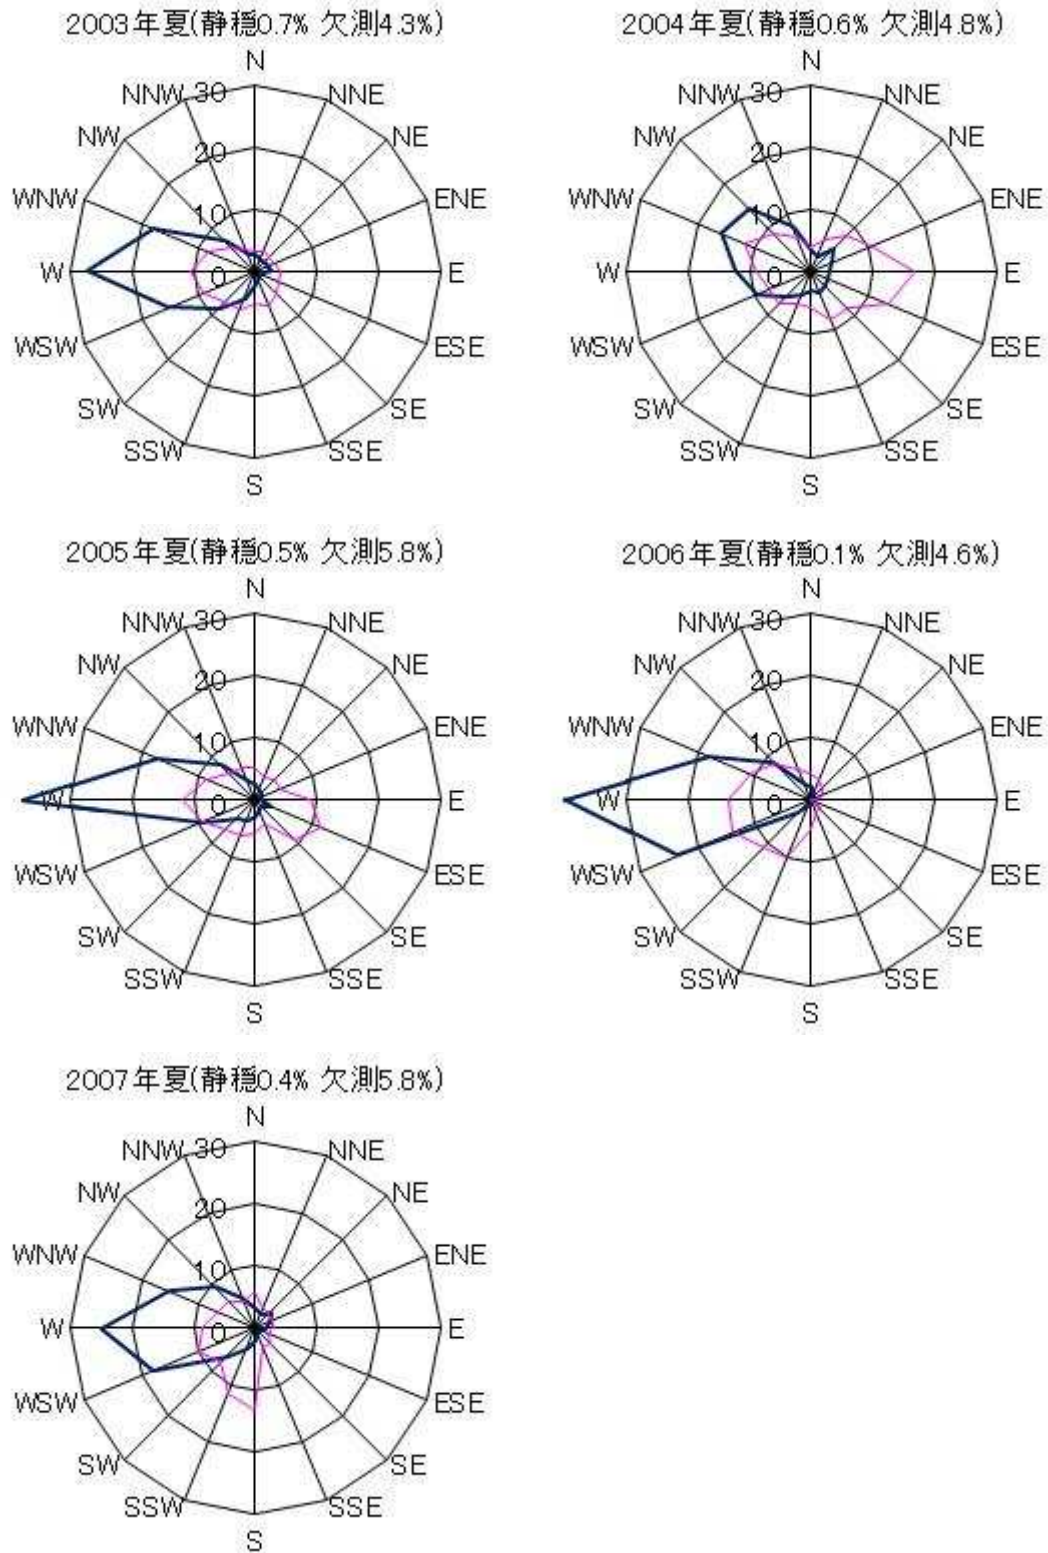 2003年夏(静穏0.7% 欠測4.3%)
N
NNW 30 NNE
NW 20 NE
WNW 10 ENE
W 0 E
WSW ESE
SW SE
SSW SSE
S
2004年夏(静穏0.6% 欠測4.8%)
N
NNW 30 NNE
NW 20 NE
WNW 10 ENE
W 0 E
WSW ESE
SW SE
SSW SSE
S
2005年夏(静穏0.5% 欠測5.8%)
N
NNW 30 NNE
NW 20 NE
WNW 10 ENE
W 0 E
WSW ESE
SW SE
SSW SSE
S
2006年夏(静穏0.1% 欠測4.6%)
N
NNW 30 NNE
NW 20 NE
WNW 10 ENE
W 0 E
WSW ESE
SW SE
SSW SSE
S
2007年夏(静穏0.4% 欠測5.8%)
N
NNW 30 NNE
NW 20 NE
WNW 10 ENE
W 0 E
WSW ESE
SW SE
SSW SSE
S